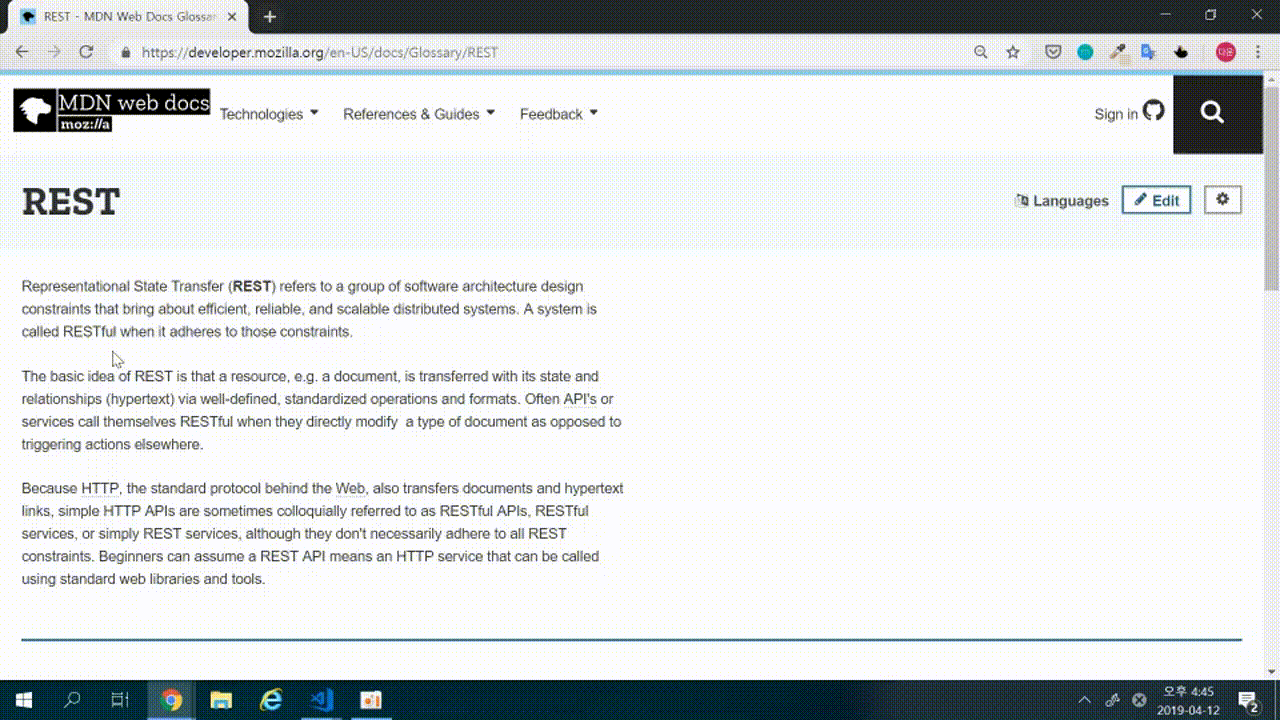 REST - MDN Web Docs Glossar
https://developer.mozilla.org/en-US/docs/Glossary/REST
MDN web docs
moz://a
Technologies References & Guides Feedback Sign in
REST
Languages Edit
Representational State Transfer (REST) refers to a group of software architecture design
constraints that bring about efficient, reliable, and scalable distributed systems. A system is
called RESTful when it adheres to those constraints.
The basic idea of REST is that a resource, e.g. a document, is transferred with its state and
relationships (hypertext) via well-defined, standardized operations and formats. Often API's or
services call themselves RESTful when they directly modify a type of document as opposed to
triggering actions elsewhere.
Because HTTP, the standard protocol behind the Web, also transfers documents and hypertext
links, simple HTTP APIs are sometimes colloquially referred to as RESTful APIs, RESTful
services, or simply REST services, although they don't necessarily adhere to all REST
constraints. Beginners can assume a REST API means an HTTP service that can be called
using standard web libraries and tools.
오후 4:45
2019-04-12
2